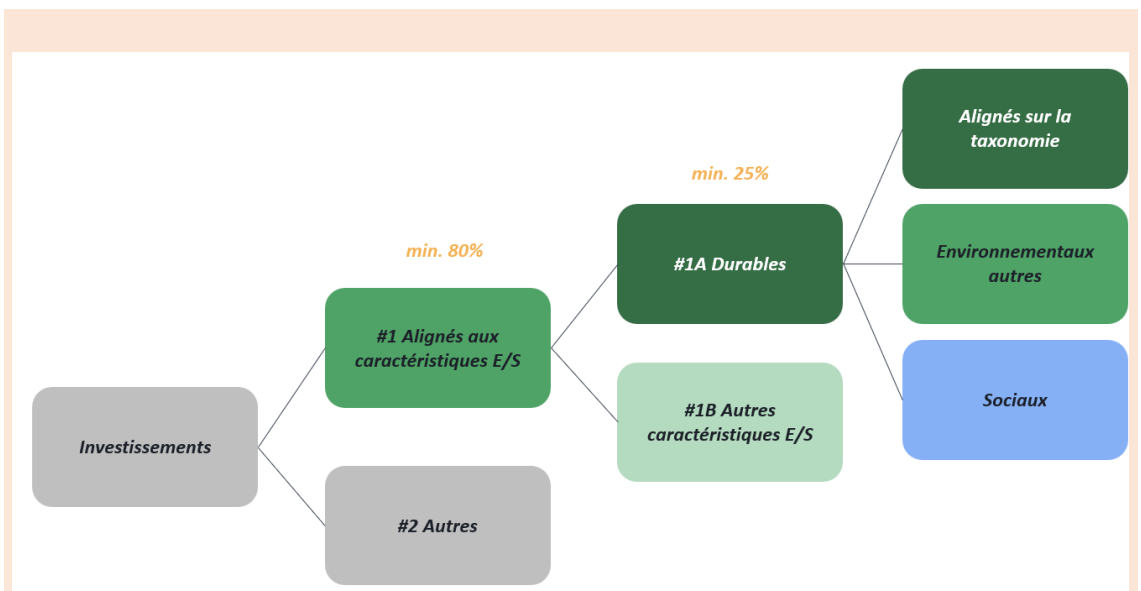 Alignés sur la
taxonomie
min. 25%
#1A Durables
min. 80%
Environnementaux
autres
#1 Alignés aux
caractéristiques E/S
Sociaux
#1B Autres
caractéristiques E/S
Investissements
#2 Autres